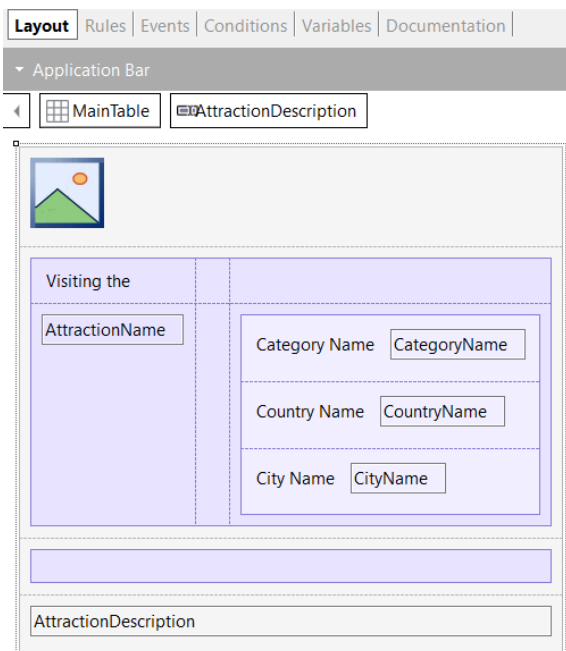 Layout Rules Events Conditions Variables Documentation
Application Bar
MainTable AttractionDescription
Visiting the
AttractionName
Category Name CategoryName
Country Name CountryName
City Name CityName
AttractionDescription